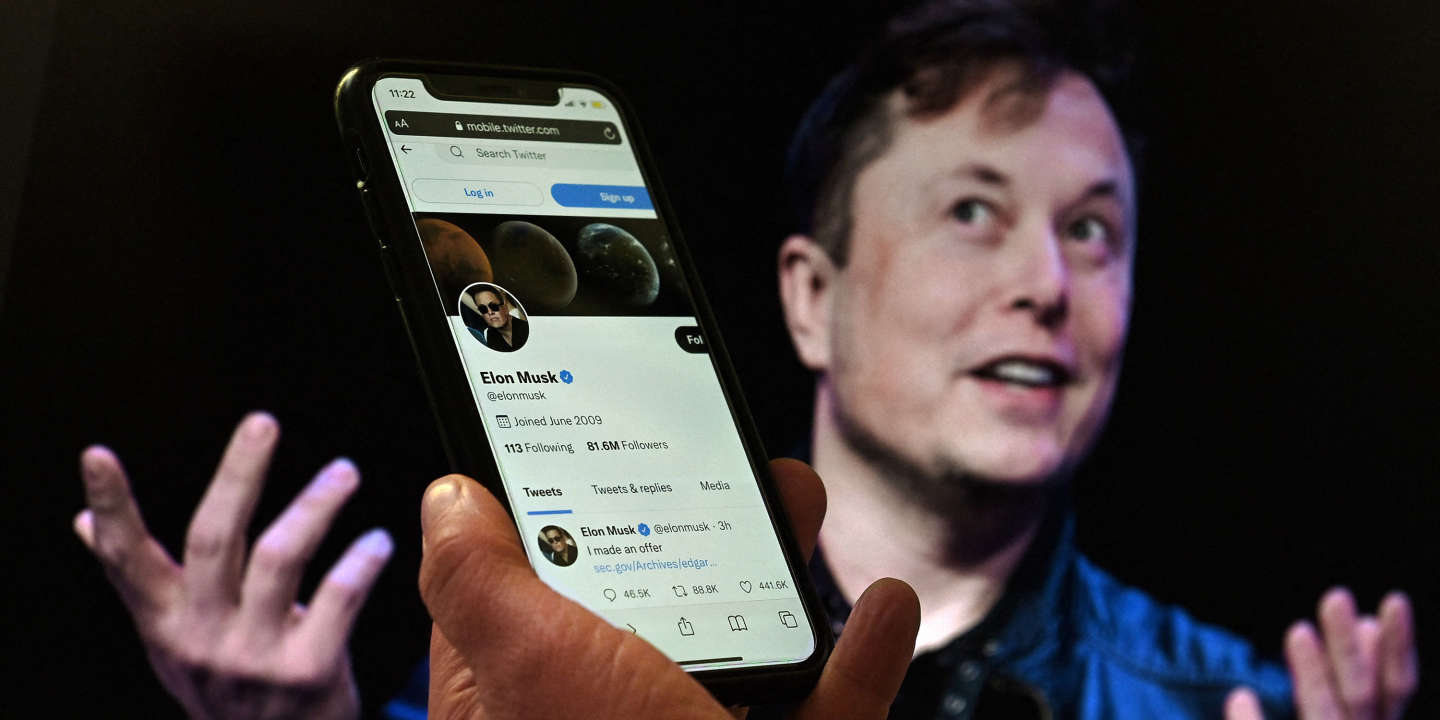 11:22
AA mobile.twitter.com
Search Twitter
Log in Sign up
Fol
Elon Musk
@elonmusk
Joined June 2009
113 Following 81.6M Followers
Tweets Tweets & replies Media
Elon Musk @elonmusk · 3h
I made an offer
sec.gov/Archives/edgar...
46.5K 88.8K 441.6K